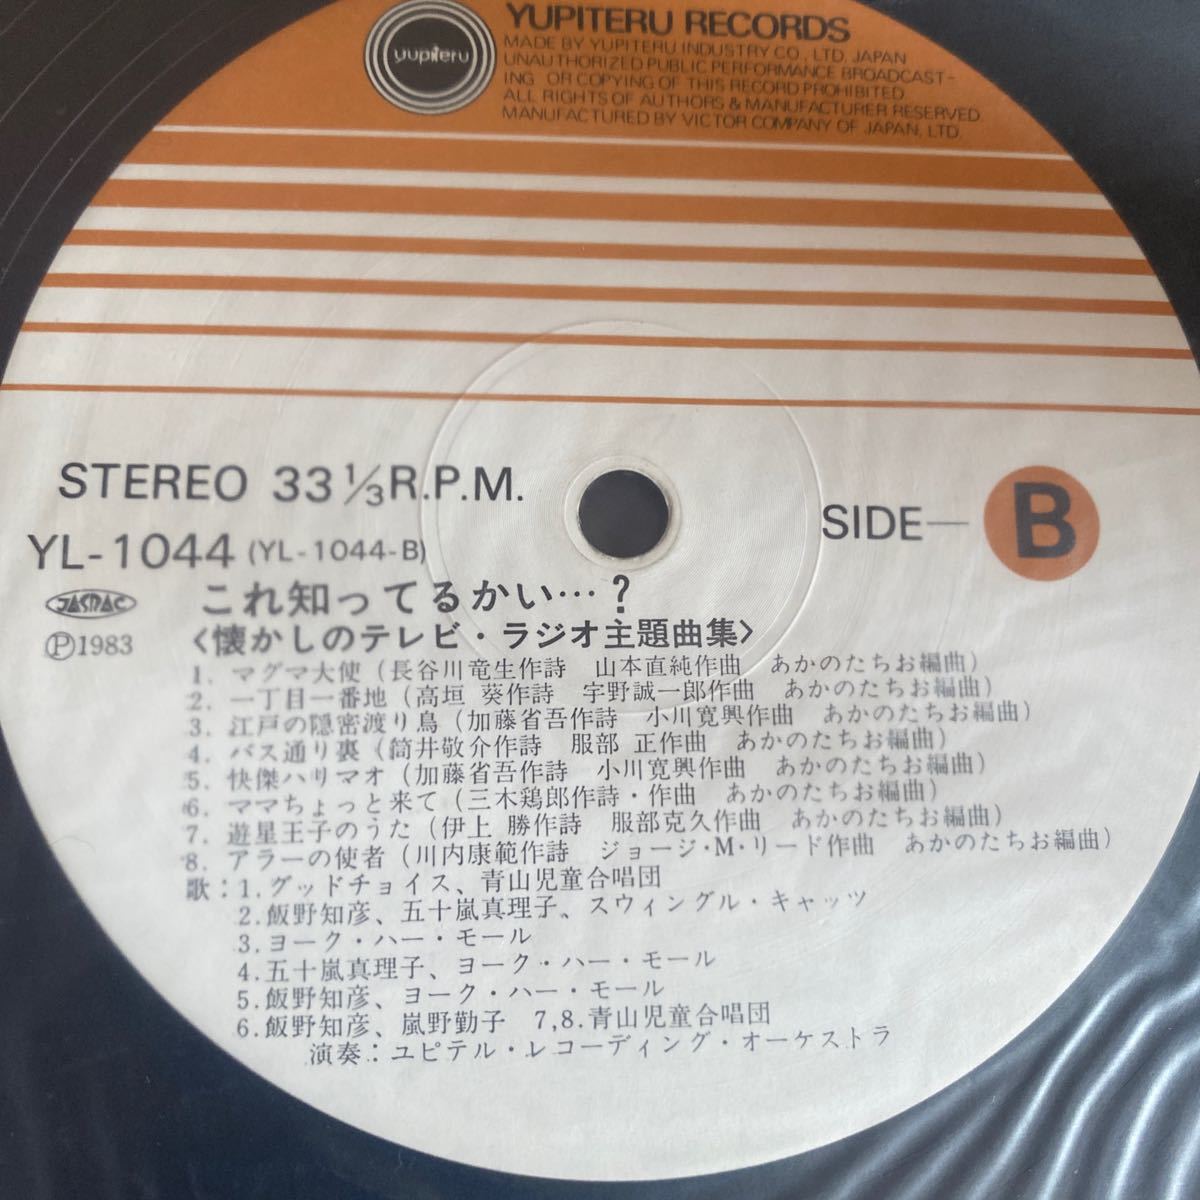 yupiteru
YUPITERU RECORDS
MADE BY YUPITERU INDUSTRY CO., LTD. JAPAN
UNAUTHORIZED PUBLIC PERFORMANCE BROADCAST-
ING OR COPYING OF THIS RECORD PROHIBITED
ALL RIGHTS OF AUTHORS & MANUFACTURER RESERVED
MANUFACTURED BY VICTOR COMPANY OF JAPAN, LTD.
STEREO 33 1/3 R.P.M.
SIDE— B
YL-1044 (YL-1044-B)
JASRAC これ知ってるかい…?
Ⓟ1983 〈懐かしのテレビ・ラジオ主題曲集〉
1. マグマ大使 (長谷川竜生作詩 山本直純作曲 あかのたちお編曲)
2. 一丁目一番地 (高垣 葵作詩 宇野誠一郎作曲 あかのたちお編曲)
3. 江戸の隠密渡り鳥 (加藤省吾作詩 小川寛興作曲 あかのたちお編曲)
4. バス通り裏 (筒井敬介作詩 服部 正作曲 あかのたちお編曲)
5. 快傑ハリマオ (加藤省吾作詩 小川寛興作曲 あかのたちお編曲)
6. ママちょっと来て (三木鶏郎作詩・作曲 あかのたちお編曲)
7. 遊星王子のうた (伊上 勝作詩 服部克久作曲 あかのたちお編曲)
8. アラーの使者 (川内康範作詩 ジョージ・M・リード作曲 あかのたちお編曲)
歌:1.グッドチョイス、青山児童合唱団
2.飯野知彦、五十嵐真理子、スウィングル・キャッツ
3.ヨーク・ハー・モール
4.五十嵐真理子、ヨーク・ハー・モール
5.飯野知彦、ヨーク・ハー・モール
6.飯野知彦、嵐野勤子 7,8.青山児童合唱団
演奏:ユピテル・レコーディング・オーケストラ